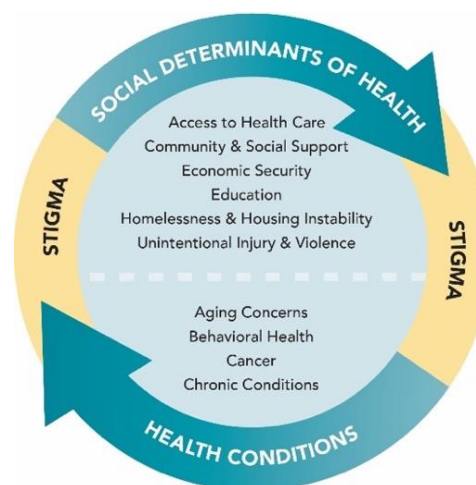 SOCIAL DETERMINANTS OF HEALTH
Access to Health Care
Community & Social Support
Economic Security
Education
Homelessness & Housing Instability
Unintentional Injury & Violence
STIGMA
STIGMA
Aging Concerns
Behavioral Health
Cancer
Chronic Conditions
HEALTH CONDITIONS